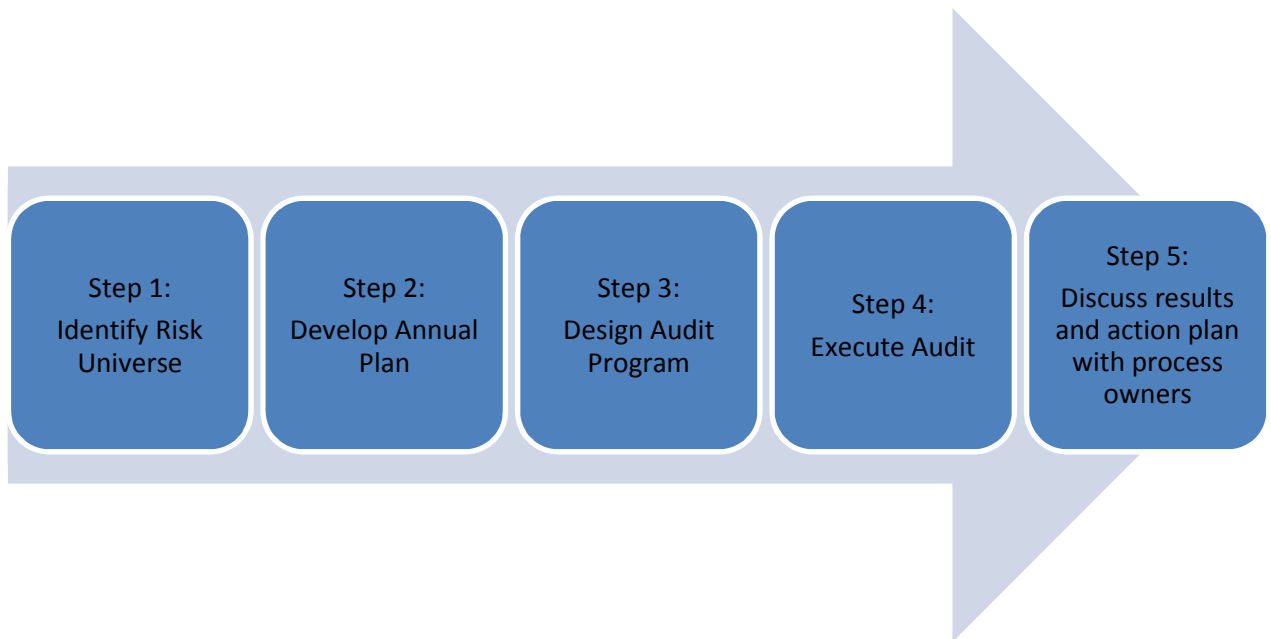 Step 1:
Identify Risk
Universe
Step 2:
Develop Annual
Plan
Step 3:
Design Audit
Program
Step 4:
Execute Audit
Step 5:
Discuss results
and action plan
with process
owners